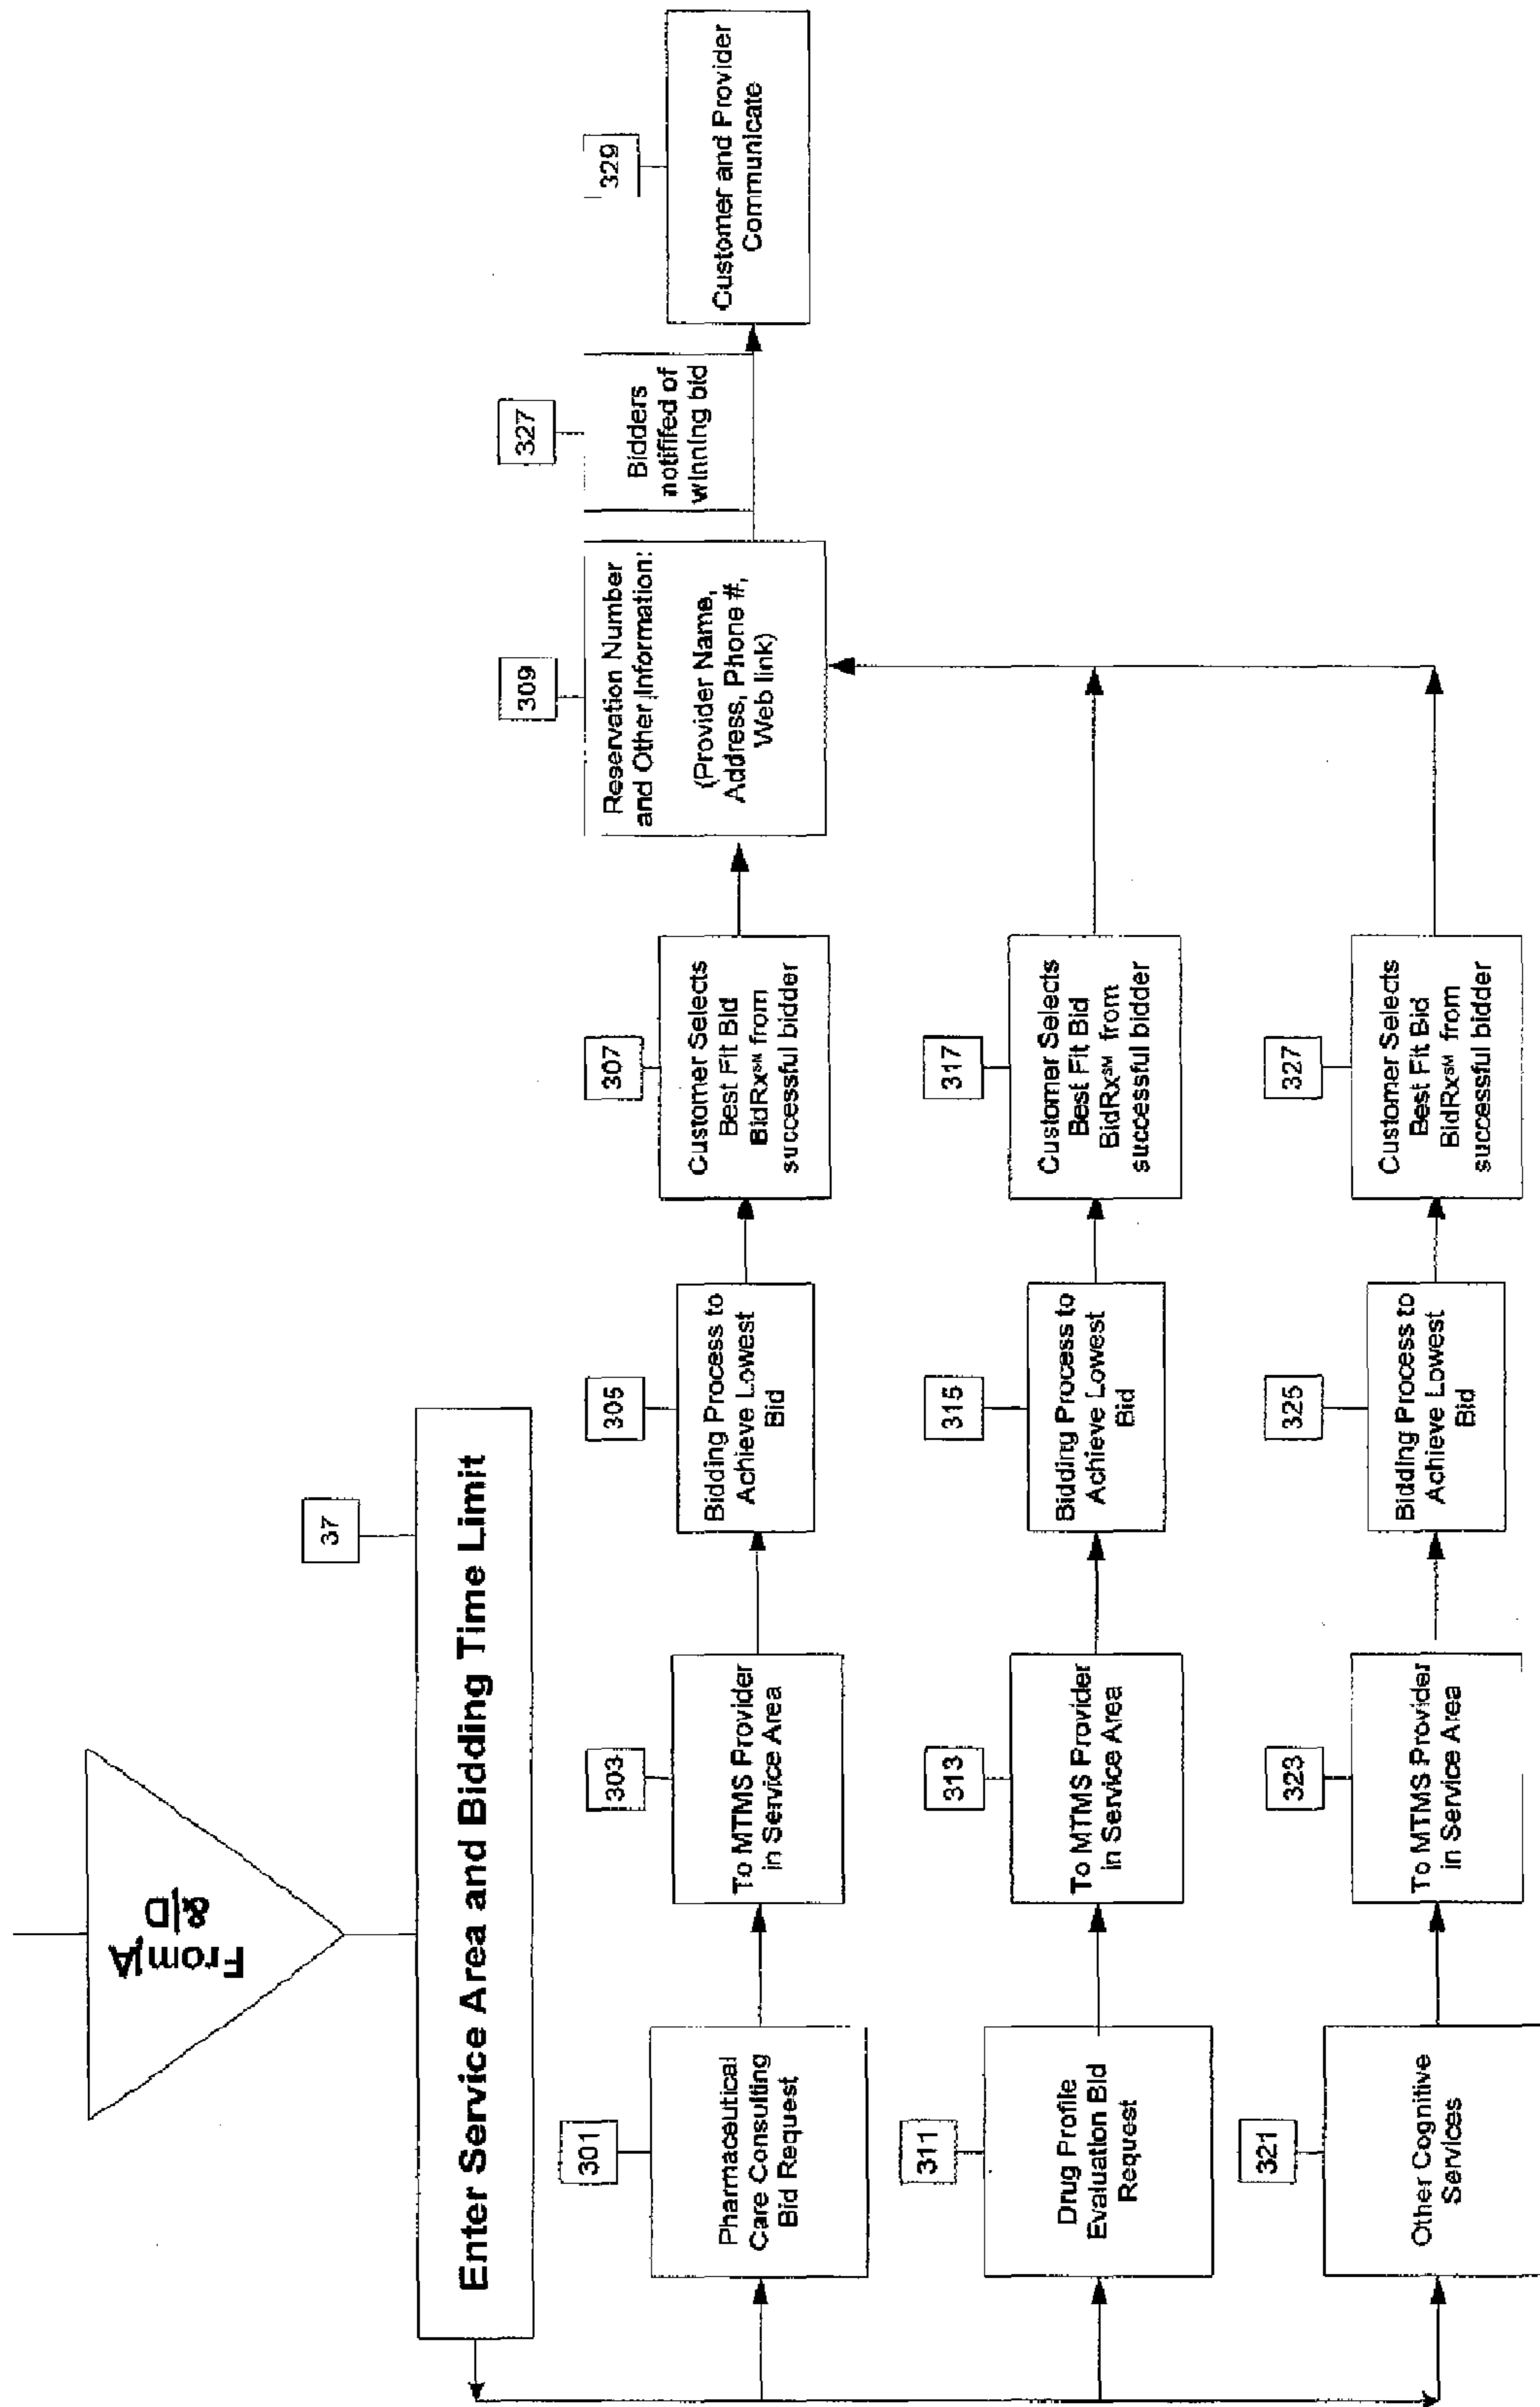 From A
& D
37
Enter Service Area and Bidding Time Limit
301
Pharmaceutical
Care Consulting
Bid Request
303
To MTMS Provider
in Service Area
305
Bidding Process to
Achieve Lowest
Bid
307
Customer Selects
Best Fit Bid
BidRx℠ from
successful bidder
309
Reservation Number
and Other Information:
(Provider Name,
Address, Phone #,
Web link)
327
Bidders
notififed of
winning bid
329
Customer and Provider
Communicate
311
Drug Profile
Evaluation Bid
Request
313
To MTMS Provider
in Service Area
315
Bidding Process to
Achieve Lowest
Bid
317
Customer Selects
Best Fit Bid
BidRx℠ from
successful bidder
321
Other Cognitive
Services
323
To MTMS Provider
in Service Area
325
Bidding Process to
Achieve Lowest
Bid
327
Customer Selects
Best Fit Bid
BidRx℠ from
successful bidder